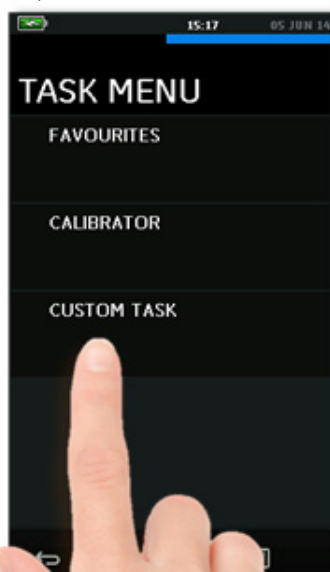 15:17 05 JUN 14
TASK MENU
FAVOURITES
CALIBRATOR
CUSTOM TASK